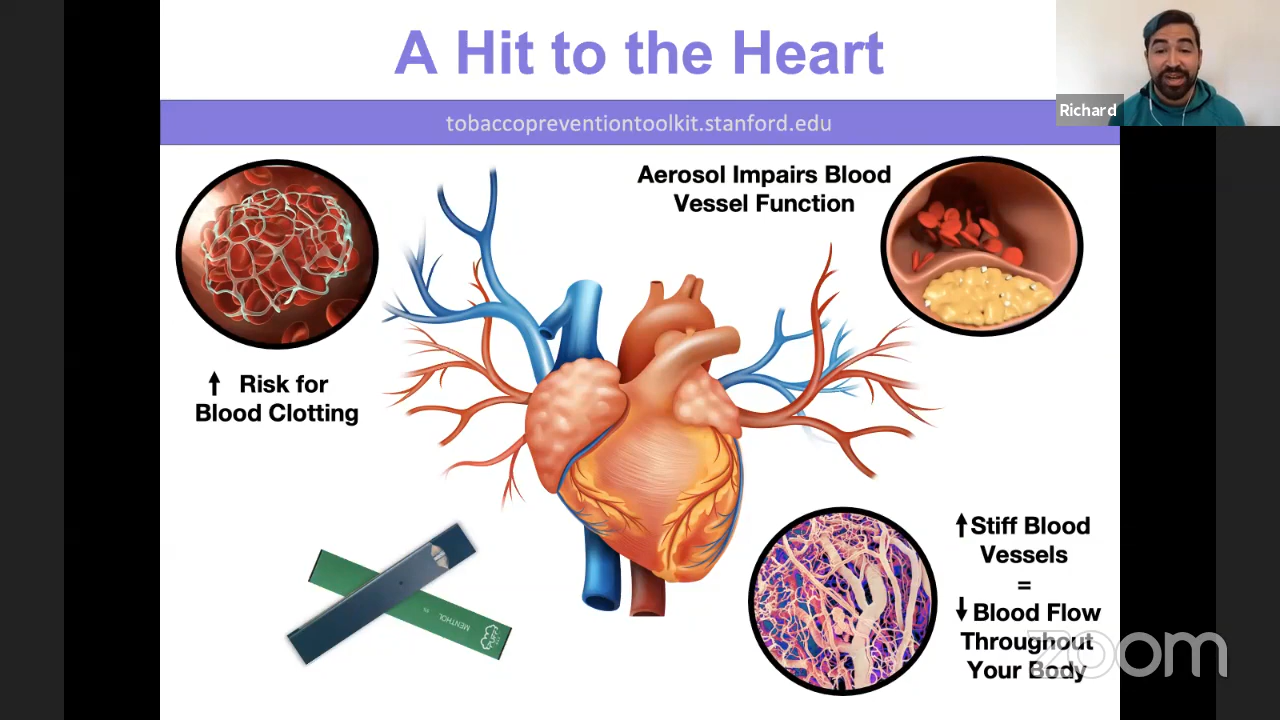 A Hit to the Heart
tobaccopreventiontoolkit.stanford.edu
Richard
Aerosol Impairs Blood
Vessel Function
↑ Risk for
Blood Clotting
↑Stiff Blood
Vessels
=
↓Blood Flow
Throughout
Your Body
MENTHOL
PUFF
zoom